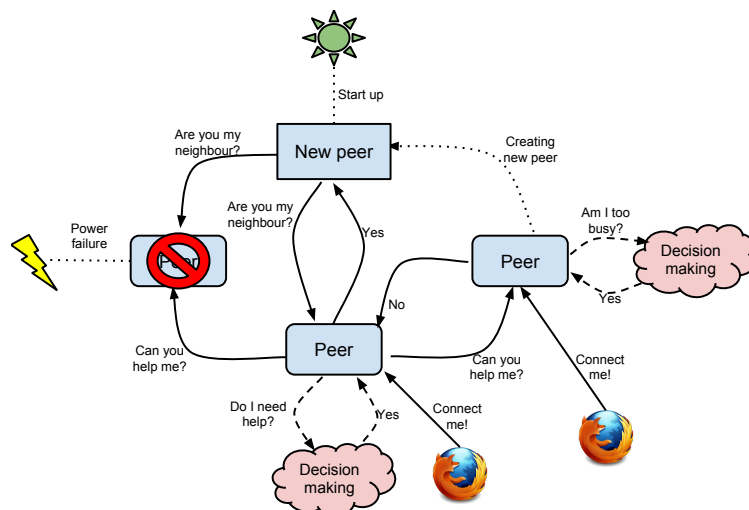 Start up
Are you my
neighbour?
New peer
Creating
new peer
Are you my
neighbour?
Yes
Am I too
busy?
Power
failure
Peer
Peer
Decision
making
No
Yes
Can you
help me?
Peer
Can you
help me?
Connect
me!
Do I need
help?
Yes
Connect
me!
Decision
making